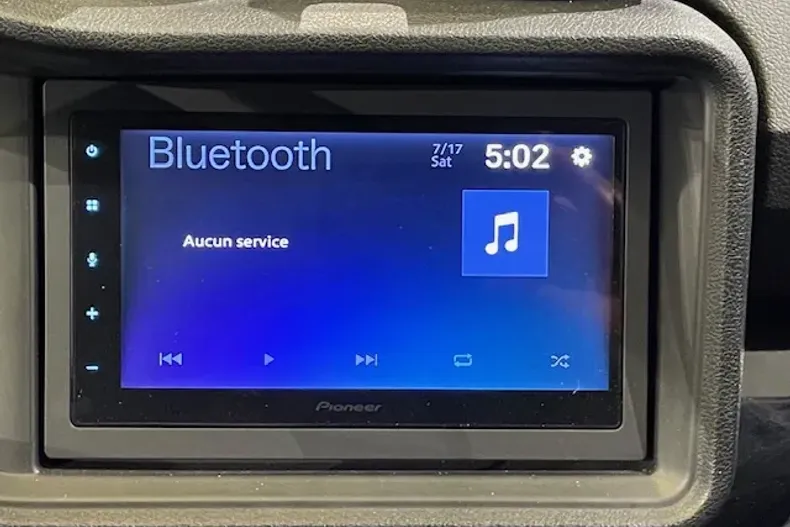 Bluetooth
7/17
Sat
5:02
Aucun service
Pioneer